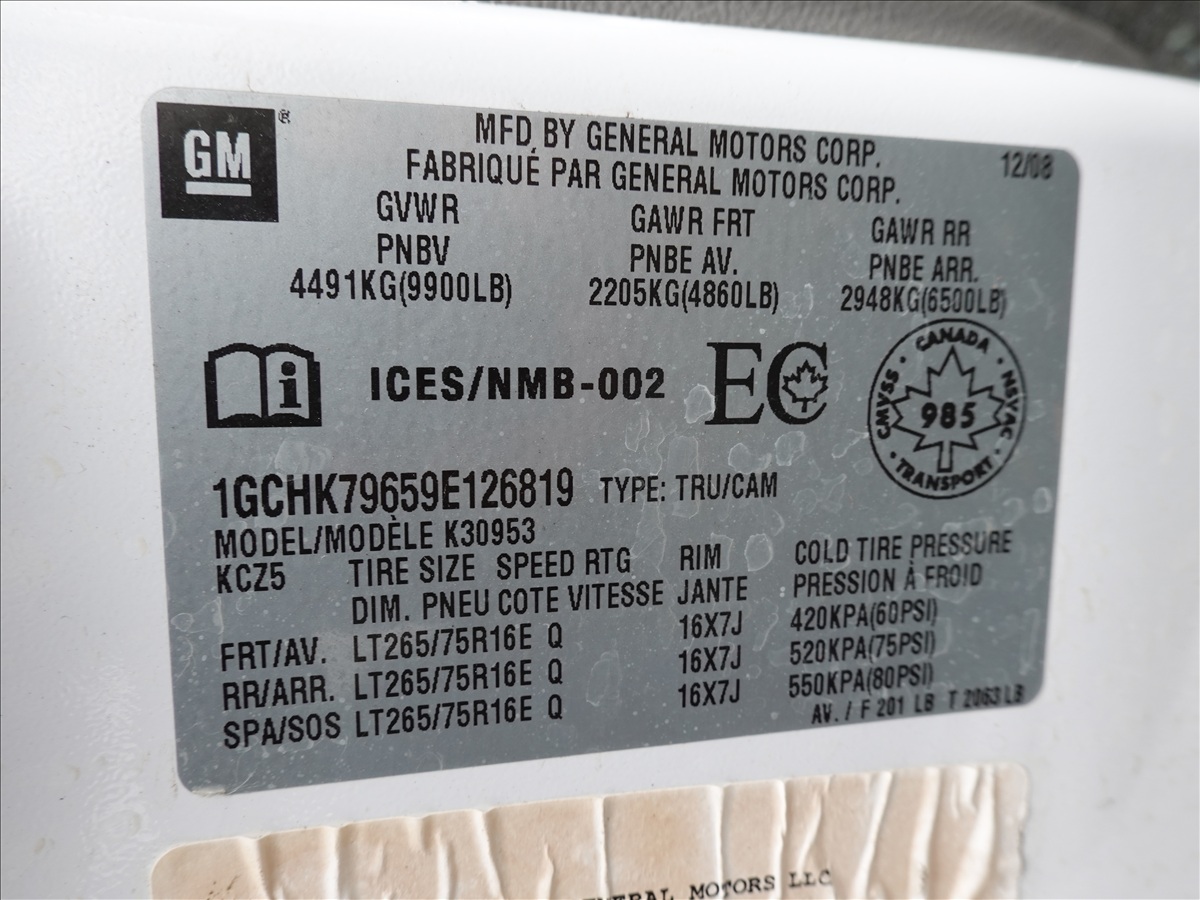 GM
®
MFD BY GENERAL MOTORS CORP.
12/08
FABRIQUÉ PAR GENERAL MOTORS CORP.
GVWR GAWR FRT GAWR RR
PNBV PNBE AV. PNBE ARR.
4491KG(9900LB) 2205KG(4860LB) 2948KG(6500LB)
i ICES/NMB-002 EC
CANADA
CMVSS 985 NSVAC
TRANSPORT
1GCHK79659E126819 TYPE: TRU/CAM
MODEL/MODÈLE K30953
KCZ5 TIRE SIZE SPEED RTG RIM COLD TIRE PRESSURE
DIM. PNEU COTE VITESSE JANTE PRESSION À FROID
FRT/AV. LT265/75R16E Q 16X7J 420KPA(60PSI)
RR/ARR. LT265/75R16E Q 16X7J 520KPA(75PSI)
SPA/SOS LT265/75R16E Q 16X7J 550KPA(80PSI)
AV. / F 201 LB T 2063 LB
MOTORS LLC